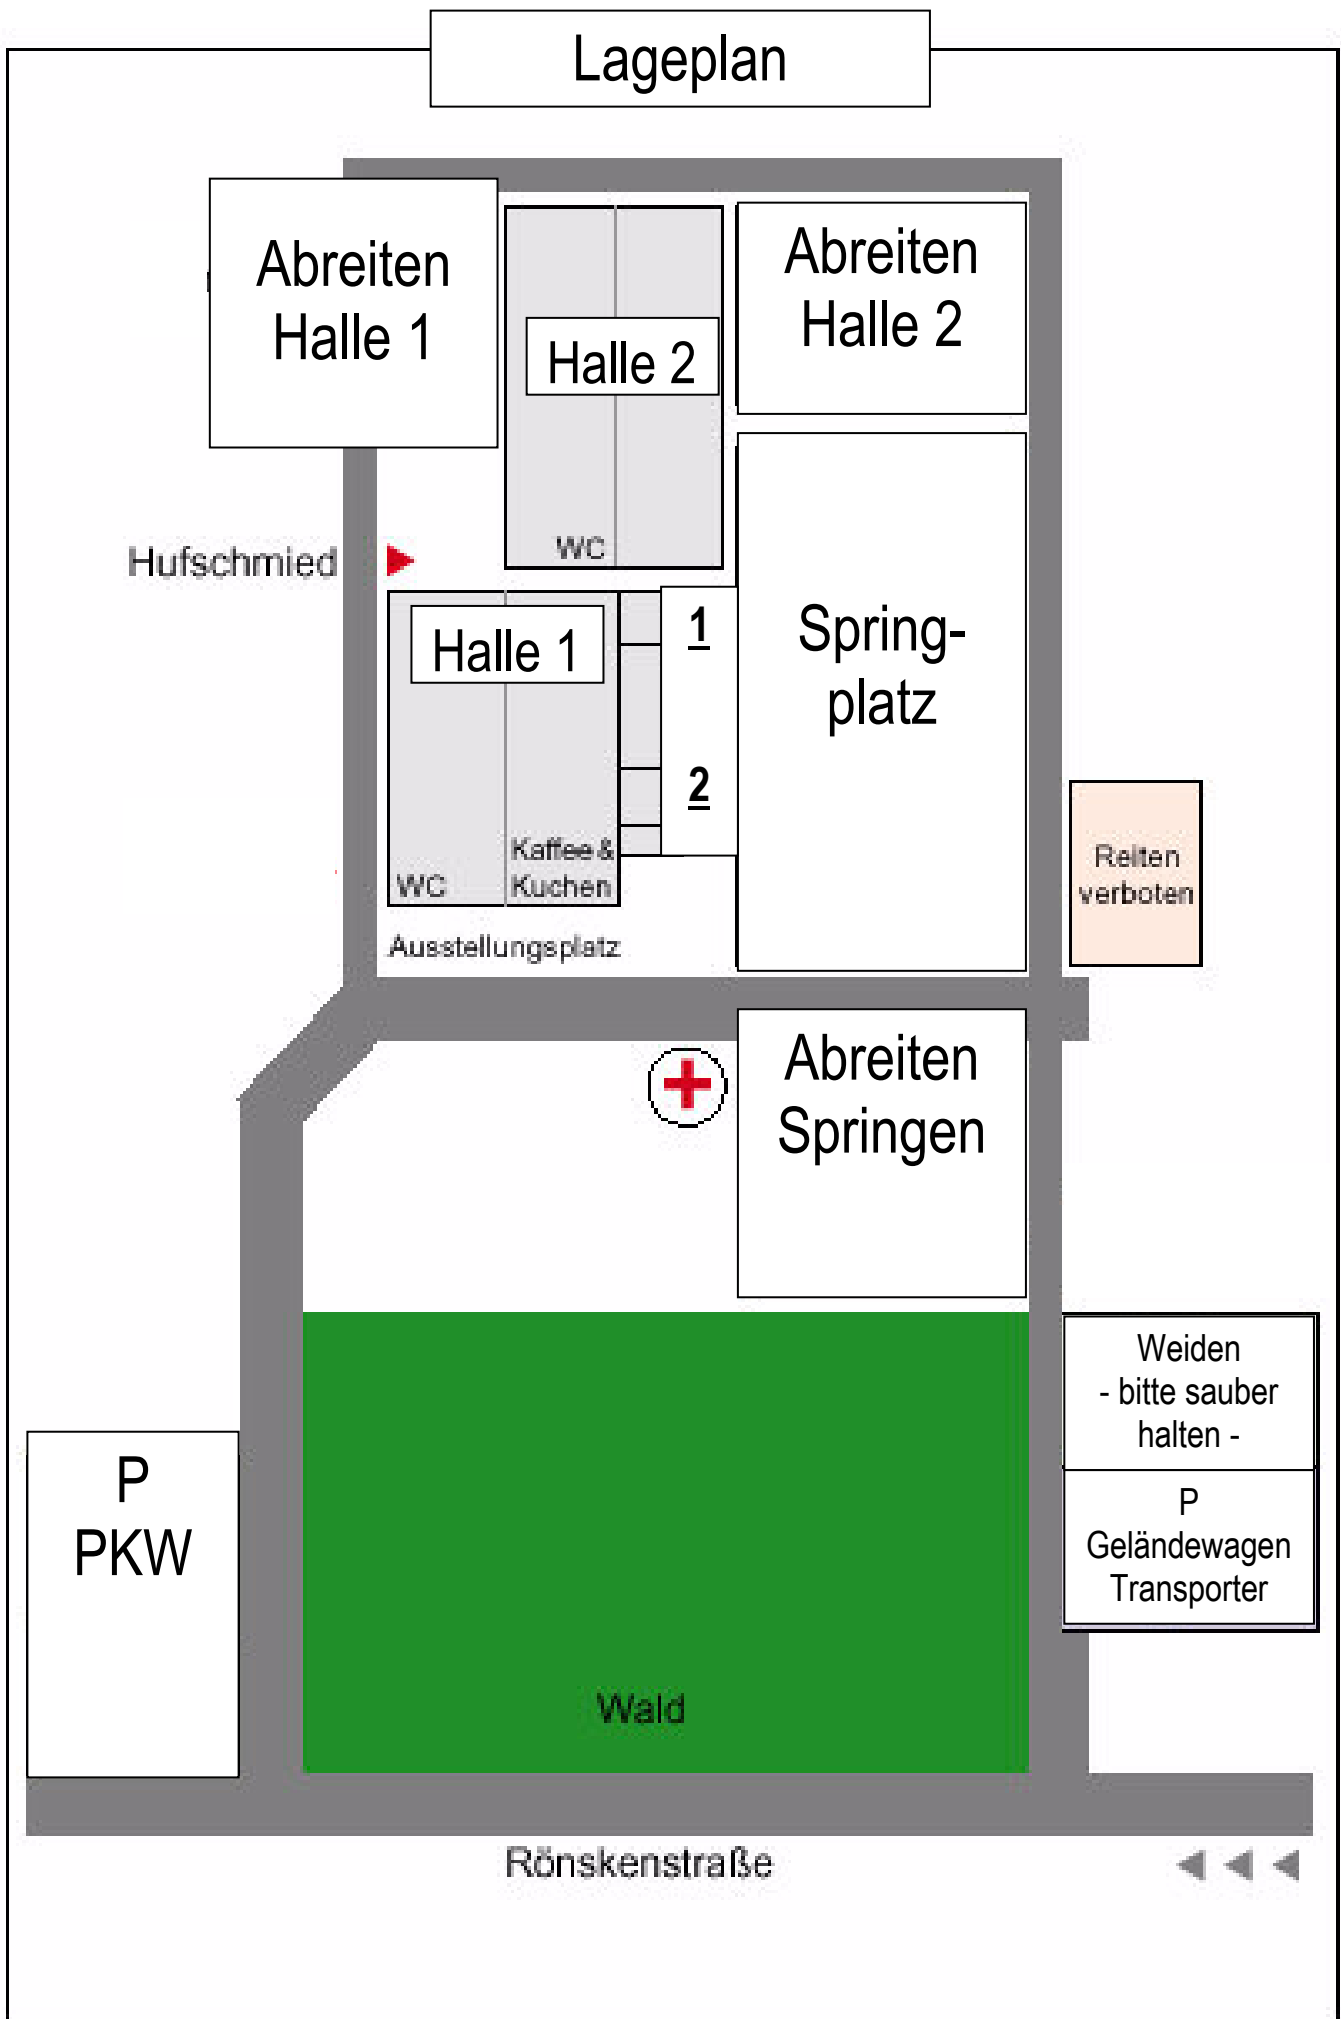 Lageplan
Abreiten
Halle 1
Halle 2
WC
Abreiten
Halle 2
Hufschmied
Halle 1
1
2
Spring-
platz
Kaffee &
Kuchen
WC
Ausstellungsplatz
Reiten
verboten
Abreiten
Springen
Weiden
- bitte sauber
halten -
P
Geländewagen
Transporter
P
PKW
Wald
Rönskenstraße